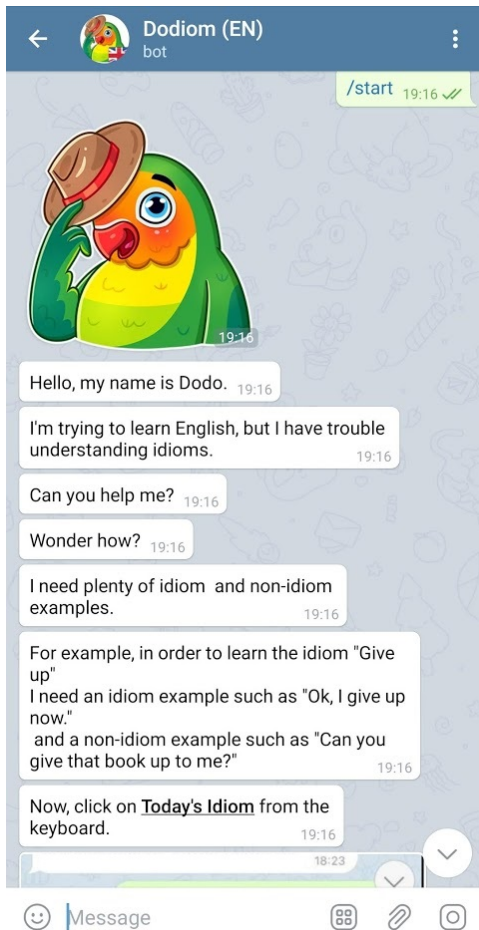 Dodiom (EN)
bot
/start 19:16
19:16
Hello, my name is Dodo. 19:16
I'm trying to learn English, but I have trouble
understanding idioms. 19:16
Can you help me? 19:16
Wonder how? 19:16
I need plenty of idiom  and non-idiom
examples. 19:16
For example, in order to learn the idiom "Give
up"
I need an idiom example such as "Ok, I give up
now."
and a non-idiom example such as "Can you
give that book up to me?" 19:16
Now, click on Today's Idiom from the
keyboard. 19:16
18:23
Message